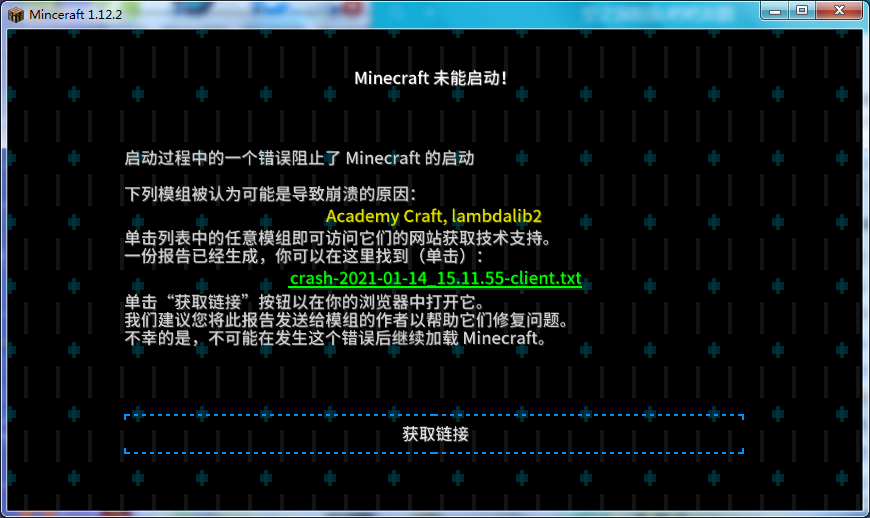 Minceraft 1.12.2
Minecraft 未能启动！
启动过程中的一个错误阻止了 Minecraft 的启动
下列模组被认为可能是导致崩溃的原因：
Academy Craft, lambdalib2
单击列表中的任意模组即可访问它们的网站获取技术支持。
一份报告已经生成，你可以在这里找到（单击）：
crash-2021-01-14_15.11.55-client.txt
单击“获取链接”按钮以在你的浏览器中打开它。
我们建议您将此报告发送给模组的作者以帮助它们修复问题。
不幸的是，不可能在发生这个错误后继续加载 Minecraft。
获取链接